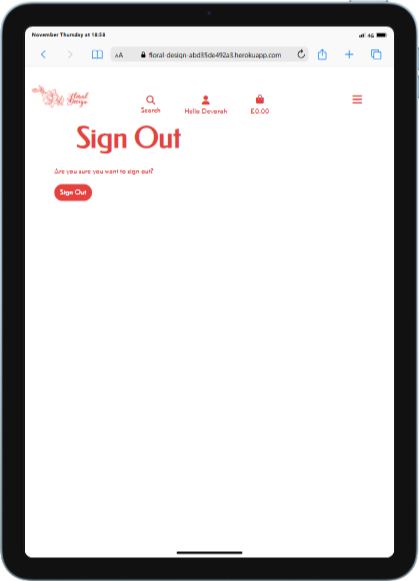 November Thursday at 18:58
4G
AA floral-design-abd35de492a3.herokuapp.com
Floral Design
Search Hello Devorah £0.00
Sign Out
Are you sure you want to sign out?
Sign Out